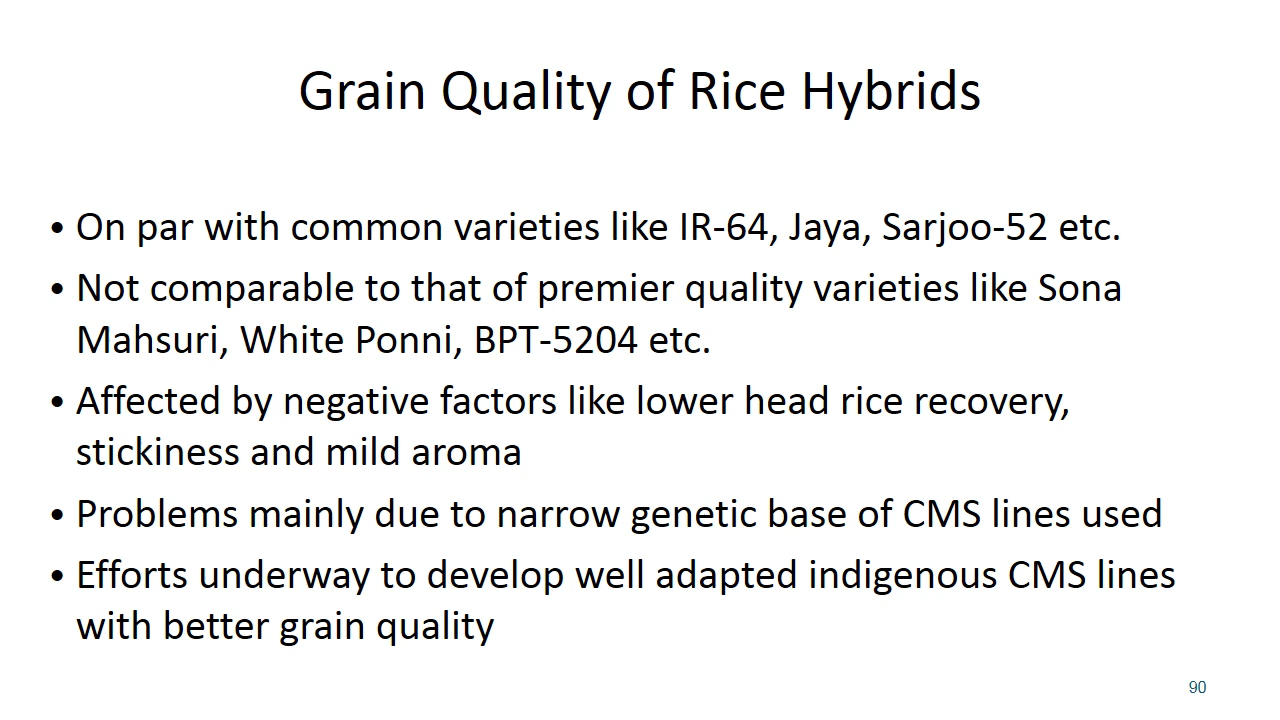 Grain Quality of Rice Hybrids
• On par with common varieties like IR-64, Jaya, Sarjoo-52 etc.
• Not comparable to that of premier quality varieties like Sona
Mahsuri, White Ponni, BPT-5204 etc.
• Affected by negative factors like lower head rice recovery,
stickiness and mild aroma
• Problems mainly due to narrow genetic base of CMS lines used
• Efforts underway to develop well adapted indigenous CMS lines
with better grain quality
90